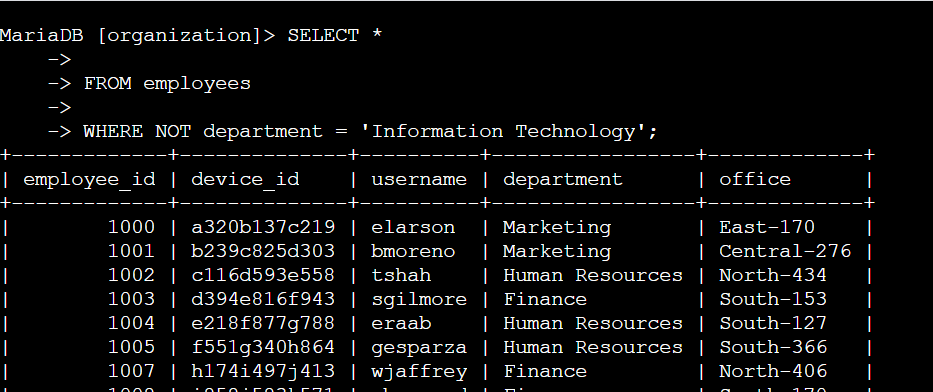 MariaDB [organization]> SELECT *
    ->
    -> FROM employees
    ->
    -> WHERE NOT department = 'Information Technology';
+-------------+--------------+----------+-----------------+-------------+
| employee_id | device_id    | username | department      | office      |
+-------------+--------------+----------+-----------------+-------------+
|        1000 | a320b137c219 | elarson  | Marketing       | East-170    |
|        1001 | b239c825d303 | bmoreno  | Marketing       | Central-276 |
|        1002 | c116d593e558 | tshah    | Human Resources | North-434   |
|        1003 | d394e816f943 | sgilmore | Finance         | South-153   |
|        1004 | e218f877g788 | eraab    | Human Resources | South-127   |
|        1005 | f551g340h864 | gesparza | Human Resources | South-366   |
|        1007 | h174i497j413 | wjaffrey | Finance         | North-406   |